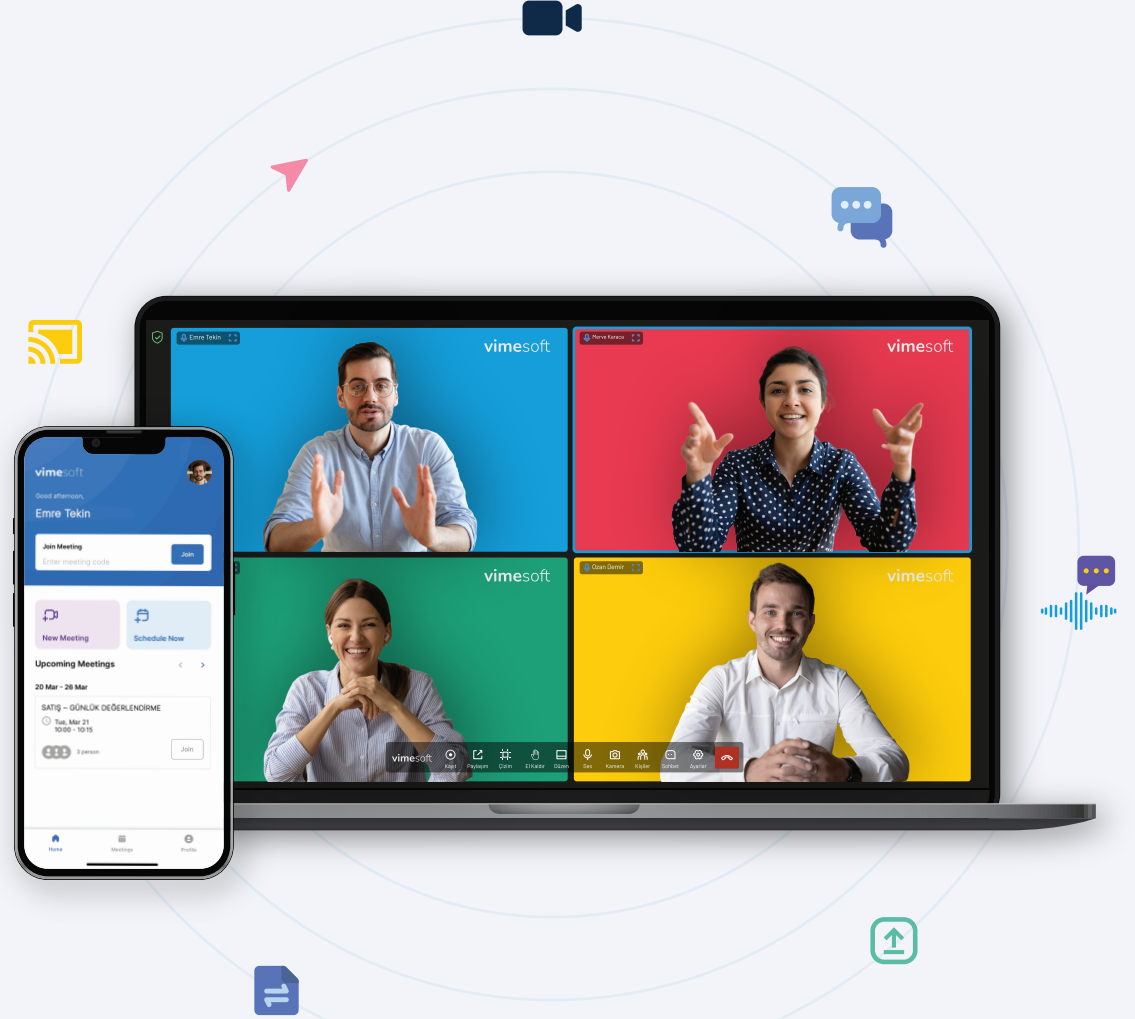 Emre Tekin
vimesoft
Merve Karaca
vimesoft
vimesoft
Ozan Demir
vimesoft
vimesoft
Kayıt
Paylaşım
Çizim
El Kaldır
Düzen
Ses
Kamera
Kişiler
Sohbet
Ayarlar
vimesoft
Good afternoon,
Emre Tekin
Join Meeting
Enter meeting code
Join
New Meeting
Schedule Now
Upcoming Meetings
20 Mar - 26 Mar
SATIŞ – GÜNLÜK DEĞERLENDİRME
Tue, Mar 21
10:00 - 10:15
3 person
Join
Home
Meetings
Profile